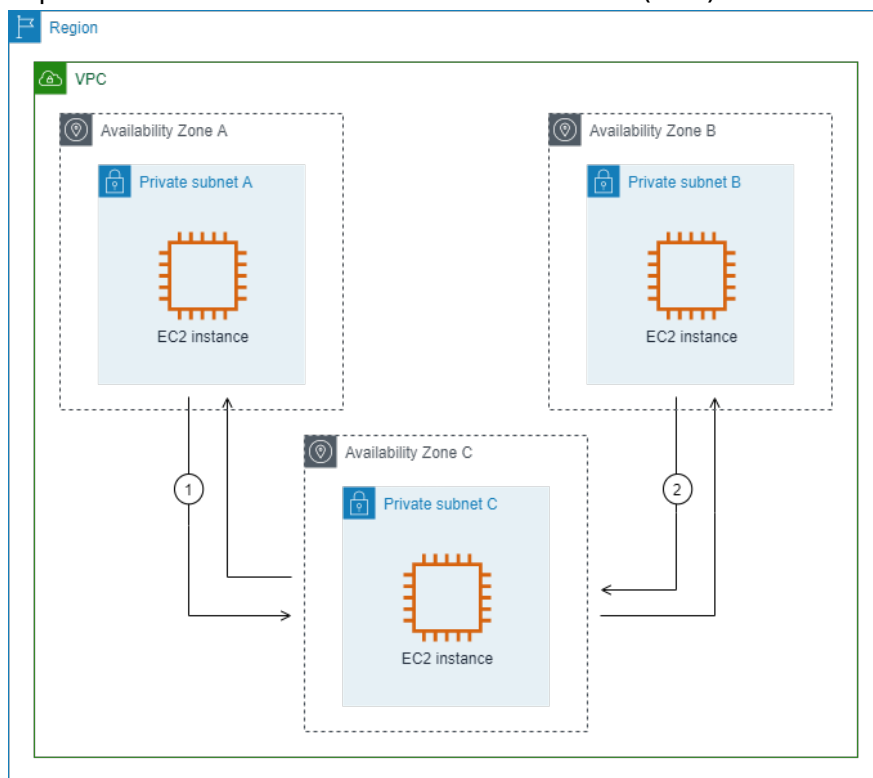 Region
VPC
Availability Zone A
Availability Zone B
Private subnet A
Private subnet B
EC2 instance
EC2 instance
1
2
Availability Zone C
Private subnet C
EC2 instance